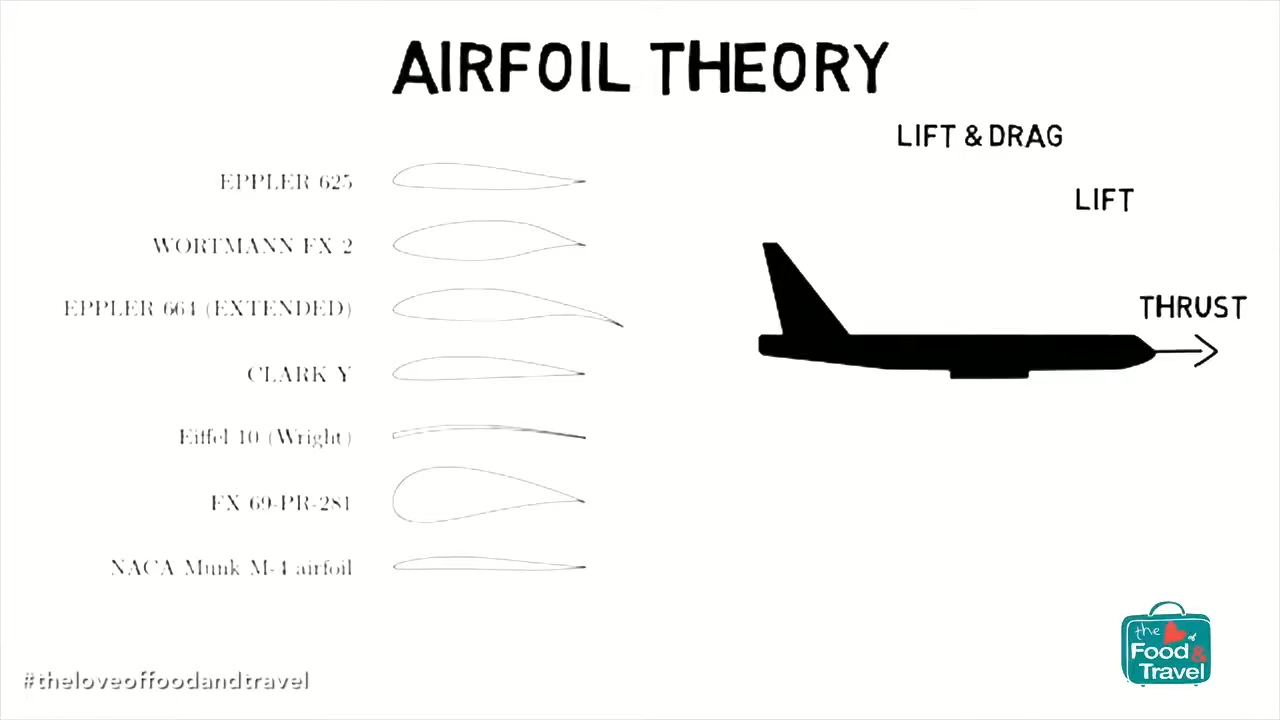 AIRFOIL THEORY
LIFT & DRAG
EPPLER 625
LIFT
WORTMANN FX 2
EPPLER 664 (EXTENDED)
THRUST
CLARK Y
Eiffel 10 (Wright)
FX 69-PR-281
NACA Munk M-4 airfoil
the of
Food &
Travel
#theloveoffoodandtravel